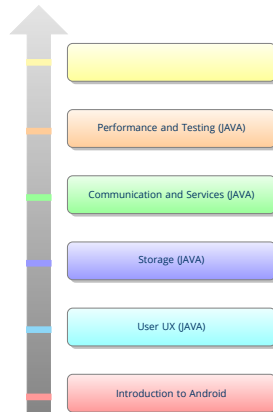 Performance and Testing (JAVA)
Communication and Services (JAVA)
Storage (JAVA)
User UX (JAVA)
Introduction to Android